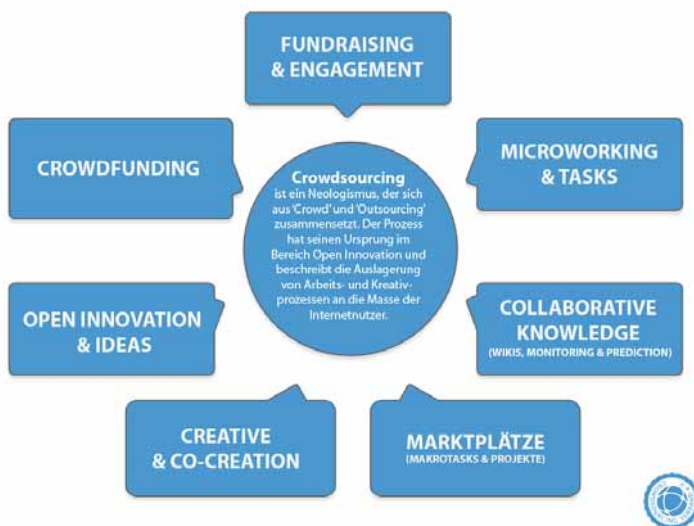 FUNDRAISING
& ENGAGEMENT
CROWDFUNDING
MICROWORKING
& TASKS
Crowdsourcing
ist ein Neologismus, der sich
aus 'Crowd' und 'Outsourcing'
zusammensetzt. Der Prozess
hat seinen Ursprung im
Bereich Open Innovation und
beschreibt die Auslagerung
von Arbeits- und Kreativ-
prozessen an die Masse der
Internetnutzer.
OPEN INNOVATION
& IDEAS
COLLABORATIVE
KNOWLEDGE
(WIKIS, MONITORING & PREDICTION)
CREATIVE
& CO-CREATION
MARKTPLÄTZE
(MAKROTASKS & PROJEKTE)